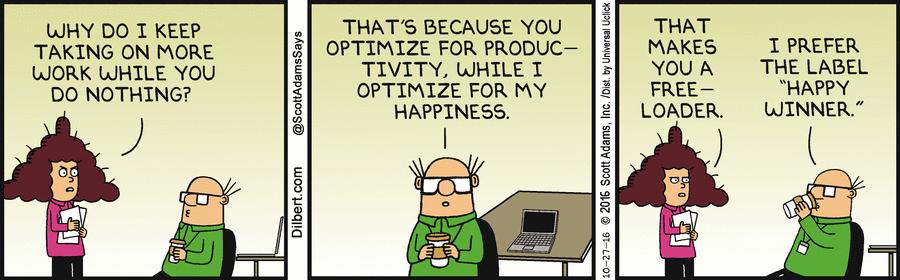 WHY DO I KEEP
TAKING ON MORE
WORK WHILE YOU
DO NOTHING?
Dilbert.com @ScottAdamsSays
THAT'S BECAUSE YOU
OPTIMIZE FOR PRODUC-
TIVITY, WHILE I
OPTIMIZE FOR MY
HAPPINESS.
10-27-16 © 2016 Scott Adams, Inc. /Dist. by Universal Uclick
THAT
MAKES
YOU A
FREE-
LOADER.
I PREFER
THE LABEL
"HAPPY
WINNER."